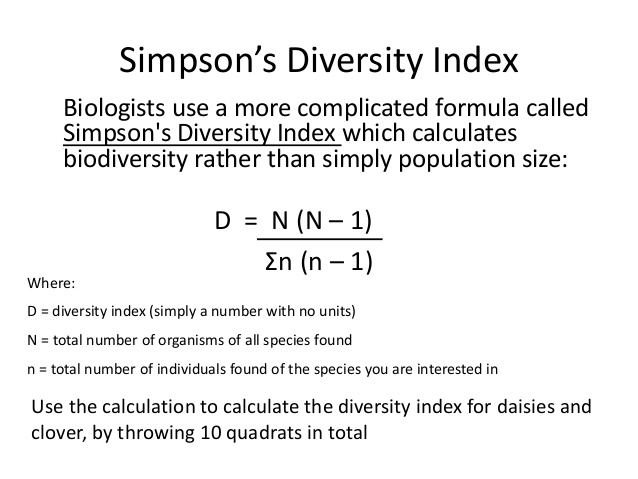 Simpson’s Diversity Index
Biologists use a more complicated formula called
Simpson's Diversity Index which calculates
biodiversity rather than simply population size:
D = N (N – 1)
Σn (n – 1)
Where:
D = diversity index (simply a number with no units)
N = total number of organisms of all species found
n = total number of individuals found of the species you are interested in
Use the calculation to calculate the diversity index for daisies and
clover, by throwing 10 quadrats in total